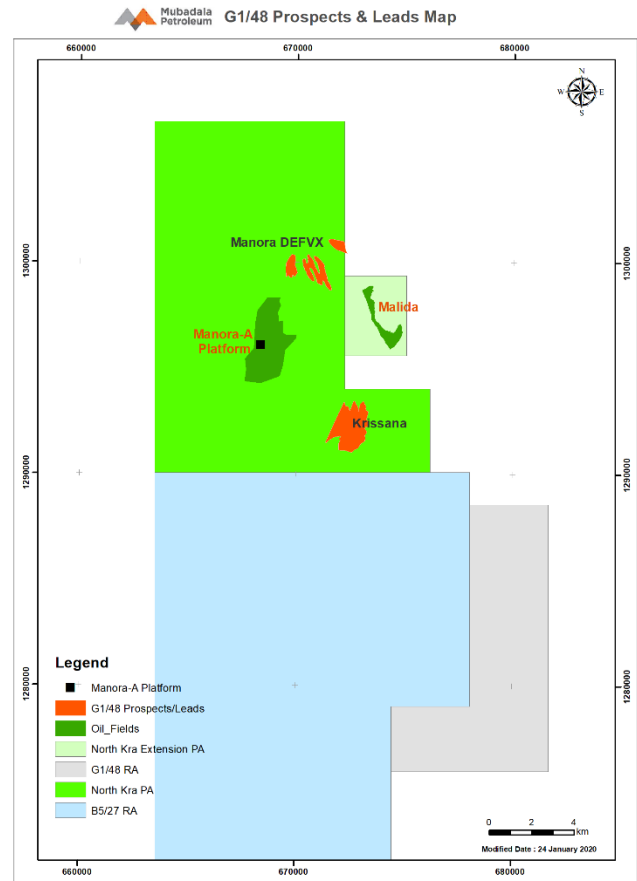 Mubadala
Petroleum
G1/48 Prospects & Leads Map
660000
670000
680000
N
W
E
S
1300000
1300000
Manora DEFVX
Malida
Manora-A
Platform
Krissana
1290000
1290000
1280000
1280000
Legend
Manora-A Platform
G1/48 Prospects/Leads
Oil_Fields
North Kra Extension PA
G1/48 RA
North Kra PA
B5/27 RA
0 2 4
km
Modified Date : 24 January 2020
660000
670000
680000